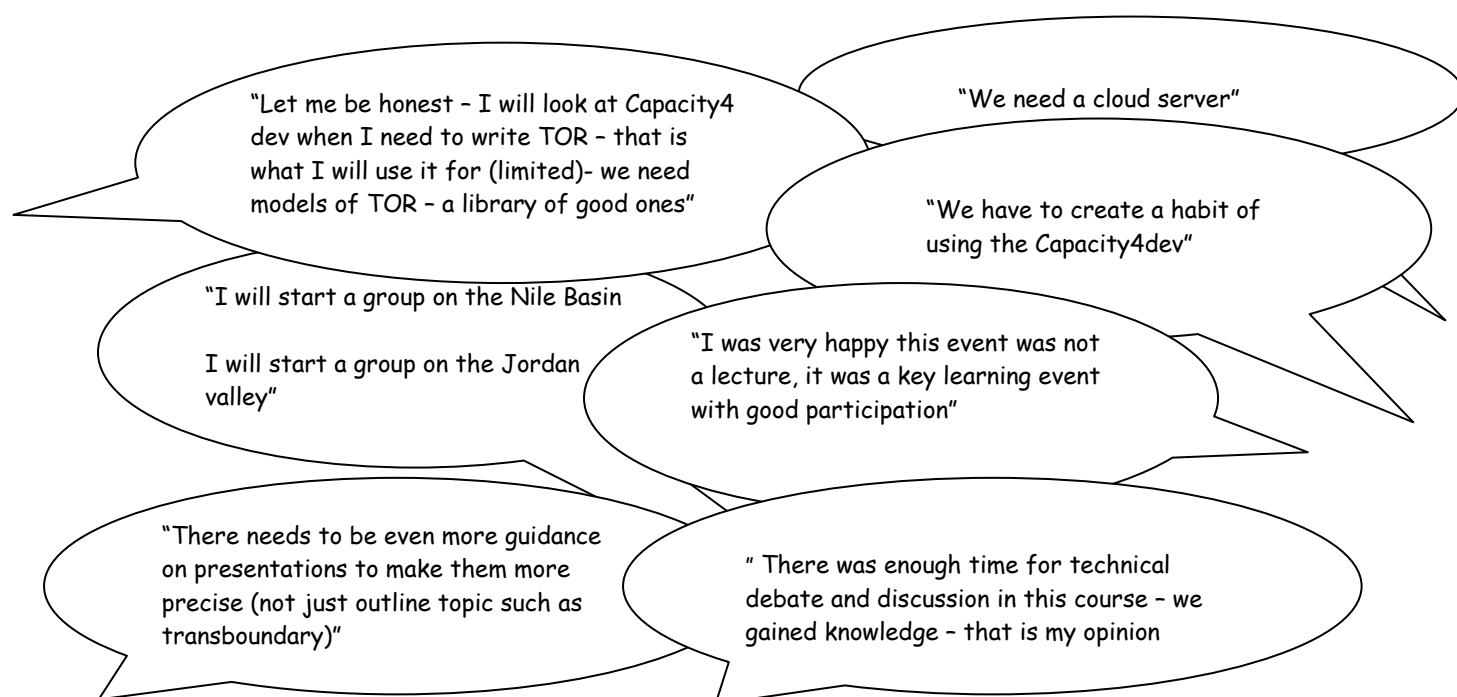 “Let me be honest – I will look at Capacity4
dev when I need to write TOR – that is
what I will use it for (limited)- we need
models of TOR – a library of good ones”
“We need a cloud server”
“We have to create a habit of
using the Capacity4dev”
“I will start a group on the Nile Basin
I will start a group on the Jordan
valley”
“I was very happy this event was not
a lecture, it was a key learning event
with good participation”
“There needs to be even more guidance
on presentations to make them more
precise (not just outline topic such as
transboundary)”
” There was enough time for technical
debate and discussion in this course – we
gained knowledge – that is my opinion